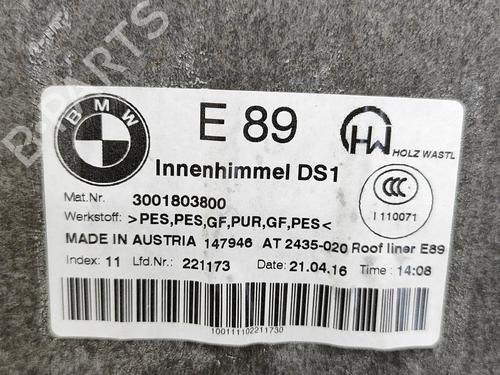 B-PARTS
BMW
E 89
HW
HOLZ WASTL
Innenhimmel DS1
CCC
I 110071
Mat.Nr. 3001803800
Werkstoff: >PES,PES,GF,PUR,GF,PES<
MADE IN AUSTRIA 147946 AT 2435-020 Roof liner E89
Index: 11 Lfd.Nr.: 221173 Date: 21.04.16 Time : 14:08
100111102211730